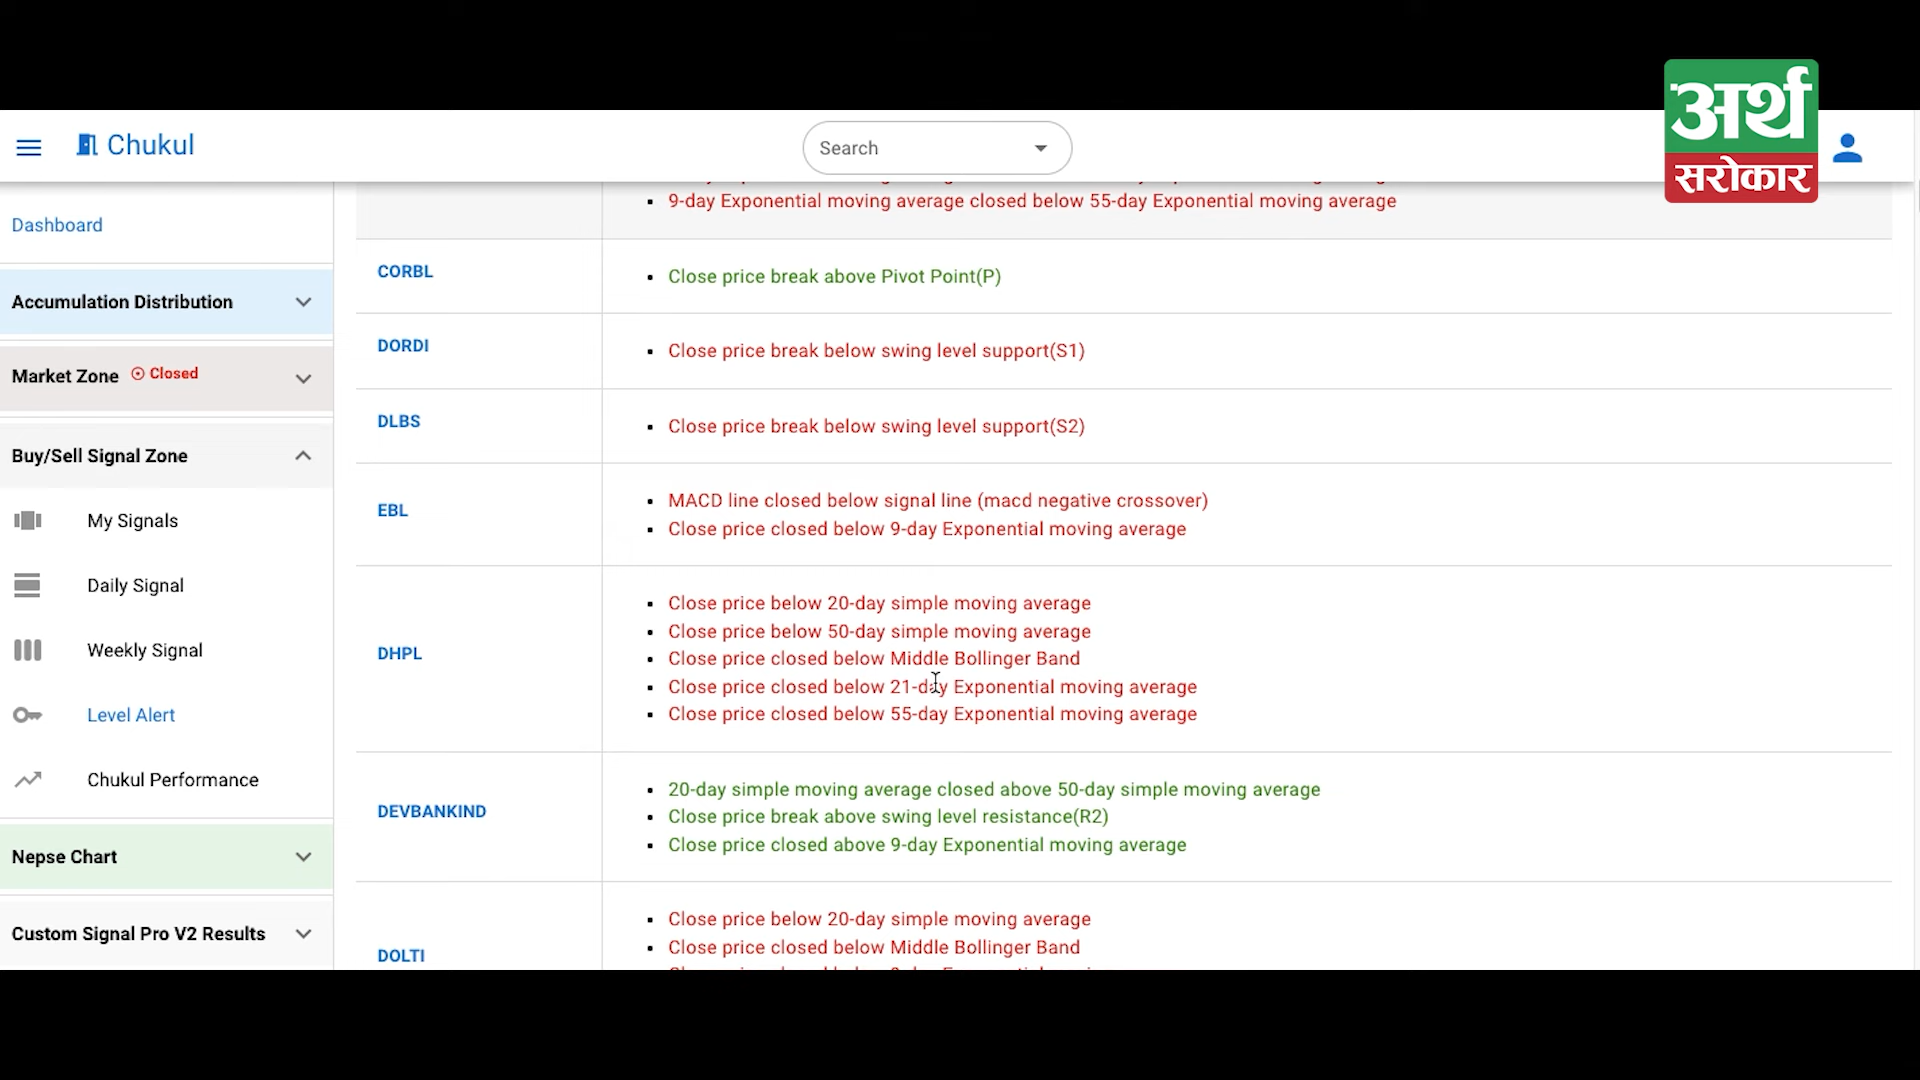 अर्थ
सरोकार
Chukul
Search
Dashboard
Accumulation Distribution
Market Zone Closed
Buy/Sell Signal Zone
My Signals
Daily Signal
Weekly Signal
Level Alert
Chukul Performance
Nepse Chart
Custom Signal Pro V2 Results
9-day Exponential moving average closed below 55-day Exponential moving average
CORBL
Close price break above Pivot Point(P)
DORDI
Close price break below swing level support(S1)
DLBS
Close price break below swing level support(S2)
EBL
MACD line closed below signal line (macd negative crossover)
Close price closed below 9-day Exponential moving average
DHPL
Close price below 20-day simple moving average
Close price below 50-day simple moving average
Close price closed below Middle Bollinger Band
Close price closed below 21-day Exponential moving average
Close price closed below 55-day Exponential moving average
DEVBANKIND
20-day simple moving average closed above 50-day simple moving average
Close price break above swing level resistance(R2)
Close price closed above 9-day Exponential moving average
DOLTI
Close price below 20-day simple moving average
Close price closed below Middle Bollinger Band